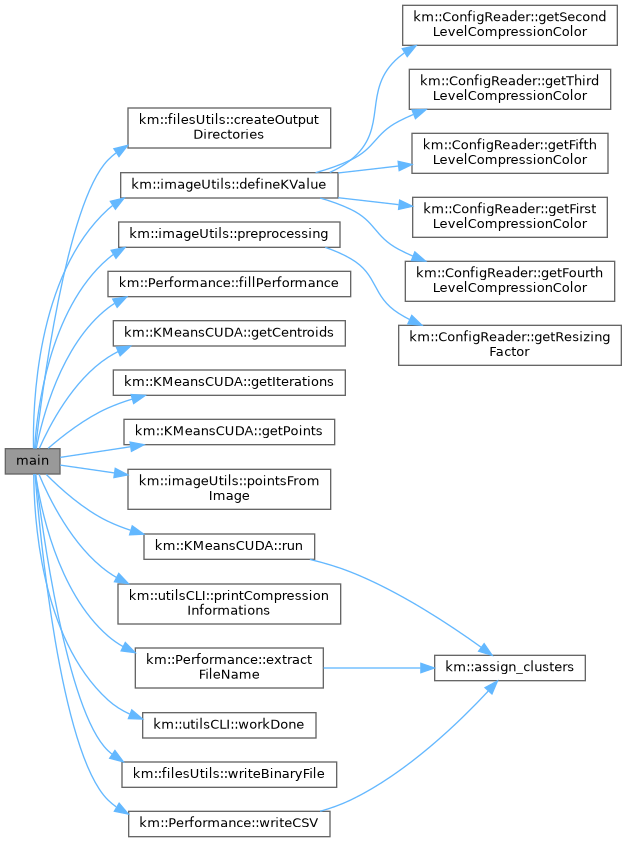 main
km::filesUtils::createOutput
Directories
km::imageUtils::defineKValue
km::imageUtils::preprocessing
km::Performance::fillPerformance
km::KMeansCUDA::getCentroids
km::KMeansCUDA::getIterations
km::KMeansCUDA::getPoints
km::imageUtils::pointsFrom
Image
km::KMeansCUDA::run
km::utilsCLI::printCompression
Informations
km::Performance::extract
FileName
km::utilsCLI::workDone
km::filesUtils::writeBinaryFile
km::Performance::writeCSV
km::ConfigReader::getSecond
LevelCompressionColor
km::ConfigReader::getThird
LevelCompressionColor
km::ConfigReader::getFifth
LevelCompressionColor
km::ConfigReader::getFirst
LevelCompressionColor
km::ConfigReader::getFourth
LevelCompressionColor
km::ConfigReader::getResizing
Factor
km::assign_clusters